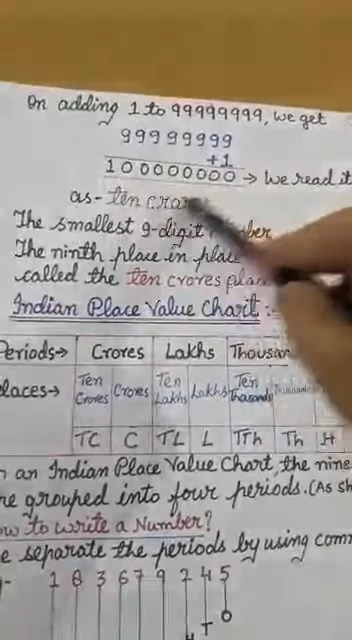 On adding 1 to 99999999, we get
99999999
+1
100000000 → We read it
as- ten
The smallest 9-digit
The ninth place in
called the ten crores
Indian Place Value Chart:-
Periods→ Crores Lakhs Thousan
laces→ Ten Crores Crores Ten Lakhs Lakhs Ten Thousands Thousands
TC C TL L TTh Th H
n an Indian Place Value Chart, the nine
re grouped into four periods. (As sh
ow to write a Number?
e separate the periods by using com
1 8 3 6 7 9 2 4 5
T O